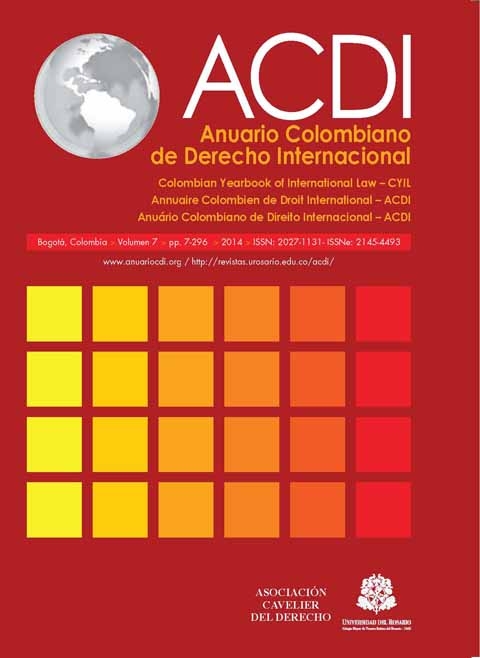 ACDI
Anuario Colombiano
de Derecho Internacional
Colombian Yearbook of International Law – CYIL
Annuaire Colombien de Droit International – ACDI
Anuário Colombiano de Direito Internacional – ACDI
Bogotá, Colombia > Volumen 7 > pp. 7-296 > 2014 > ISSN: 2027-1131- ISSNe: 2145-4493
www.anuariocdi.org / http://revistas.urosario.edu.co/acdi/
ASOCIACIÓN
CAVELIER
DEL DERECHO
UNIVERSIDAD DEL ROSARIO